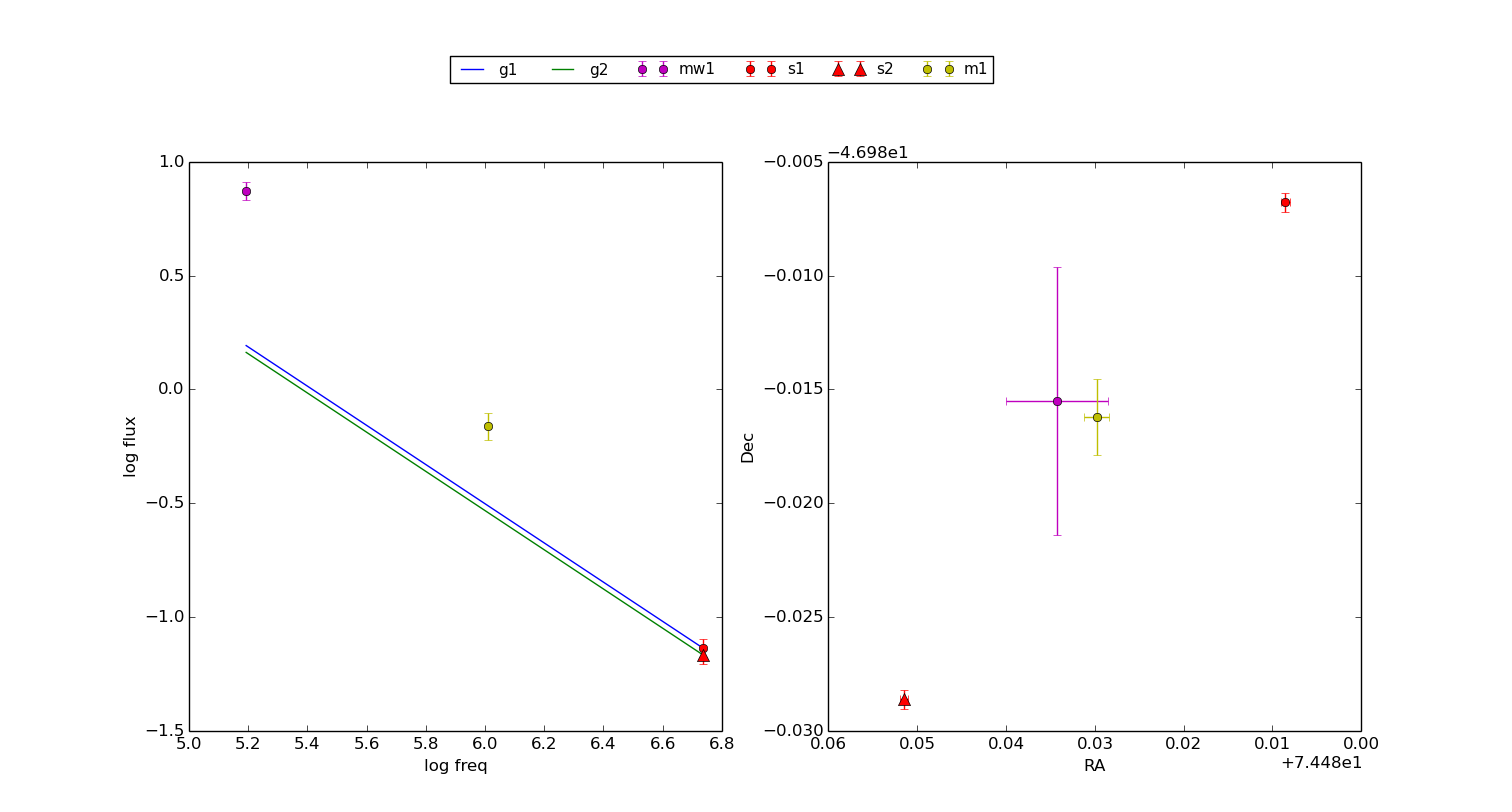 g1 g2 mw1 s1 s2 m1
−4.698e1
1.0
0.5
0.0
−0.5
−1.0
−1.5
log flux
5.0 5.2 5.4 5.6 5.8 6.0 6.2 6.4 6.6 6.8
log freq
−0.005
−0.010
−0.015
−0.020
−0.025
−0.030
Dec
0.06 0.05 0.04 0.03 0.02 0.01 0.00
RA
+7.448e1